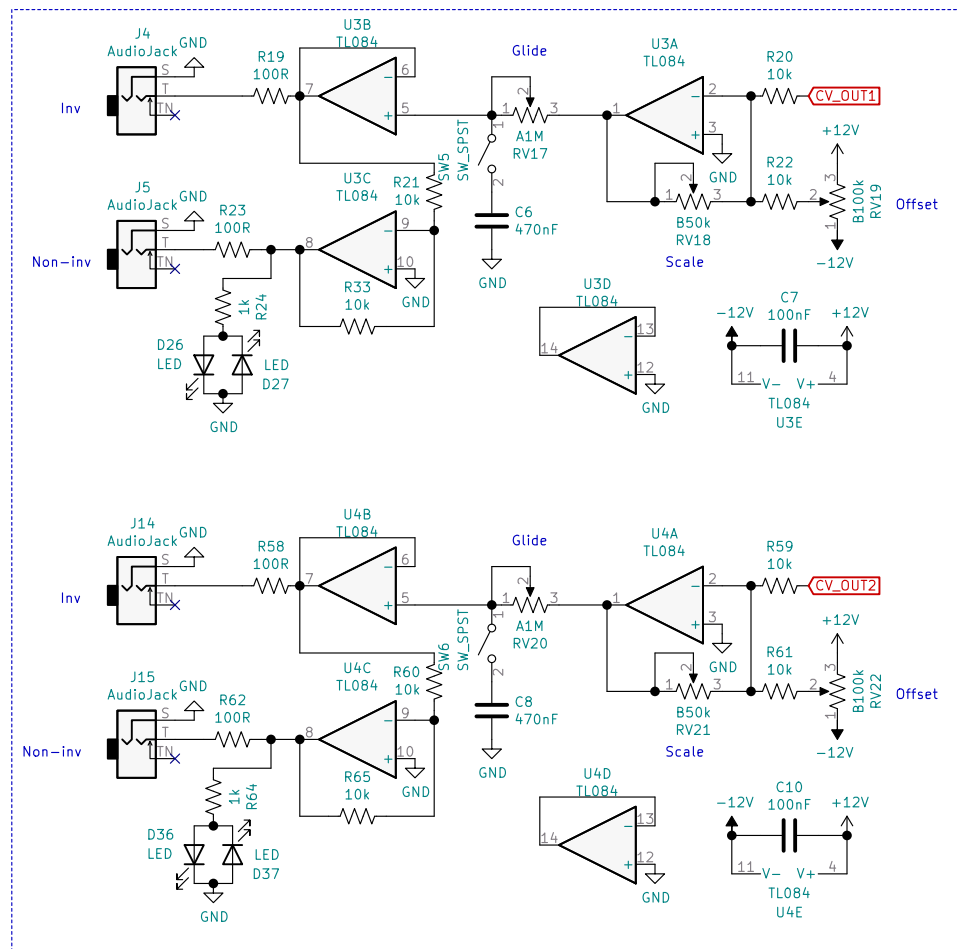 J4
AudioJack
GND
S
T
TN
Inv
R19
100R
U3B
TL084
7
6
5
Glide
1
2
3
A1M
RV17
U3A
TL084
1
2
3
GND
R20
10k
CV_OUT1
+12V
R22
10k
2
3
1
B100k
RV19
Offset
-12V
1
2
3
B50k
RV18
Scale
SW5
SW_SPST
1
2
C6
470nF
GND
J5
AudioJack
GND
S
T
TN
Non-inv
R23
100R
U3C
TL084
8
9
10
GND
R21
10k
R33
10k
1k
R24
D26
LED
LED
D27
GND
U3D
TL084
14
13
12
GND
C7
100nF
-12V
+12V
11
V-
V+
4
TL084
U3E
J14
AudioJack
GND
S
T
TN
Inv
R58
100R
U4B
TL084
7
6
5
Glide
1
2
3
A1M
RV20
U4A
TL084
1
2
3
GND
R59
10k
CV_OUT2
+12V
R61
10k
2
3
1
B100k
RV22
Offset
-12V
1
2
3
B50k
RV21
Scale
SW6
SW_SPST
1
2
C8
470nF
GND
J15
AudioJack
GND
S
T
TN
Non-inv
R62
100R
U4C
TL084
8
9
10
GND
R60
10k
R65
10k
1k
R64
D36
LED
LED
D37
GND
U4D
TL084
14
13
12
GND
C10
100nF
-12V
+12V
11
V-
V+
4
TL084
U4E